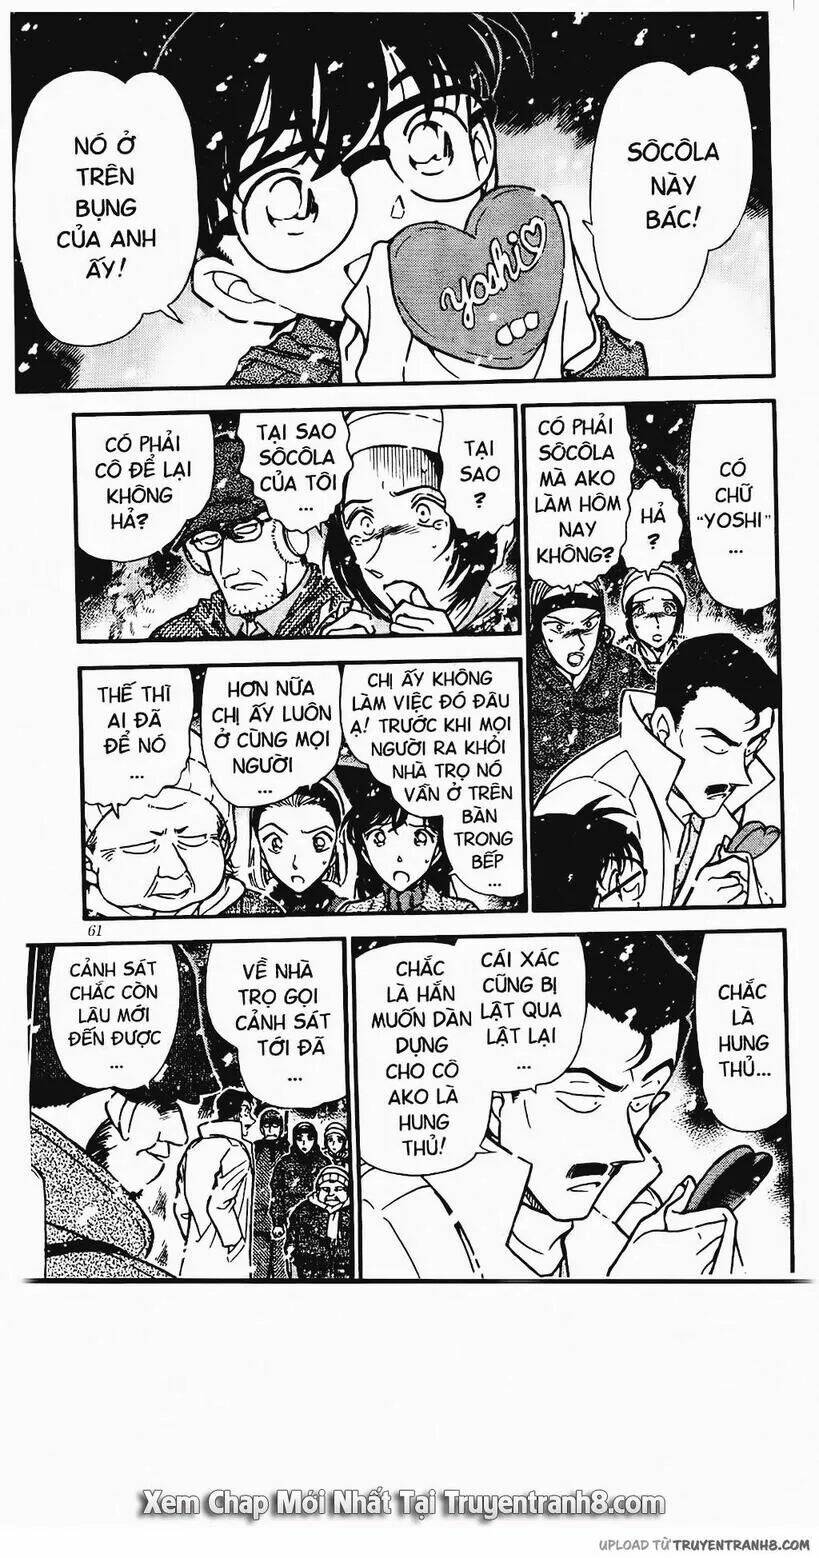 SÔCÔLA
NÀY
BÁC!
yoshi♡
NÓ Ở
TRÊN
BỤNG
CỦA ANH
ẤY!
CÓ
CHỮ
"YOSHI"
...
HẢ
?
CÓ PHẢI
SÔCÔLA
MÀ AKO
LÀM HÔM
NAY
KHÔNG?
TẠI
SAO
?
TẠI SAO
SÔCÔLA
CỦA TÔI
...
CÓ PHẢI
CÔ ĐỂ LẠI
KHÔNG
HẢ?
CHỊ ẤY KHÔNG
LÀM VIỆC ĐÓ ĐÂU
Ạ! TRƯỚC KHI MỌI
NGƯỜI RA KHỎI
NHÀ TRỌ NÓ
VẪN Ở TRÊN
BÀN
TRONG
BẾP
...
HƠN NỮA
CHỊ ẤY LUÔN
Ở CÙNG MỌI
NGƯỜI
...
THẾ THÌ
AI ĐÃ
ĐỂ NÓ
...
61
CHẮC
LÀ
HUNG
THỦ...
CÁI XÁC
CŨNG BỊ
LẬT QUA
LẬT LẠI
...
CHẮC
LÀ HẮN
MUỐN DÀN
DỰNG
CHO CÔ
AKO LÀ
HUNG
THỦ!
VỀ NHÀ
TRỌ GỌI
CẢNH SÁT
TỚI ĐÃ
...
CẢNH SÁT
CHẮC CÒN
LÂU MỚI
ĐẾN ĐƯỢC
...
Xem Chap Mới Nhất Tại Truyentranh8.com
UPLOAD TỪ TRUYENTRANH8.COM